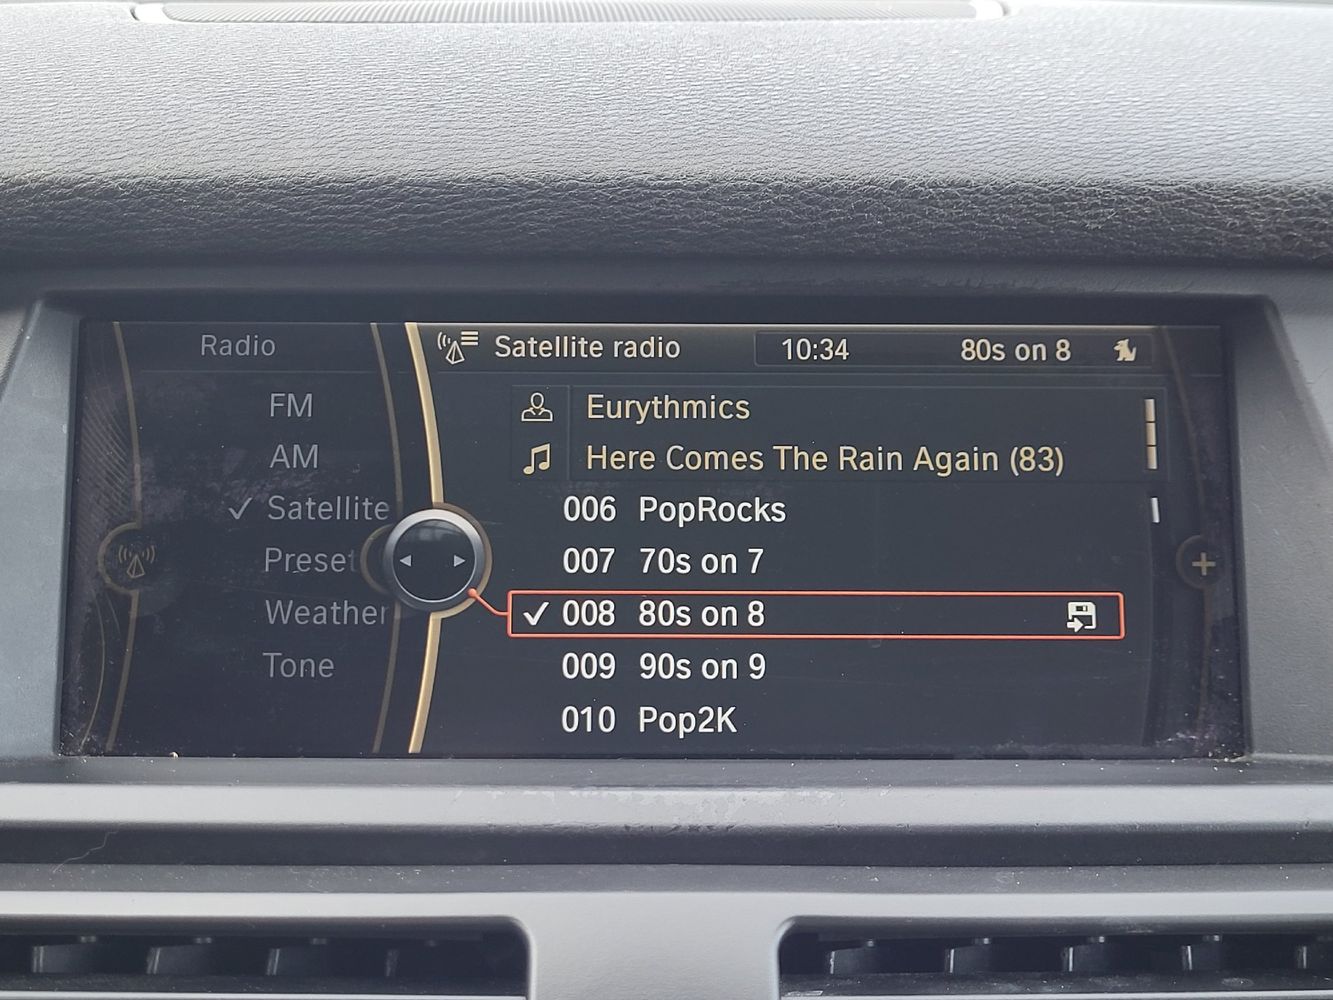 Radio
FM
AM
Satellite
Preset
Weather
Tone
Satellite radio 10:34 80s on 8
Eurythmics
Here Comes The Rain Again (83)
006 PopRocks
007 70s on 7
008 80s on 8
009 90s on 9
010 Pop2K